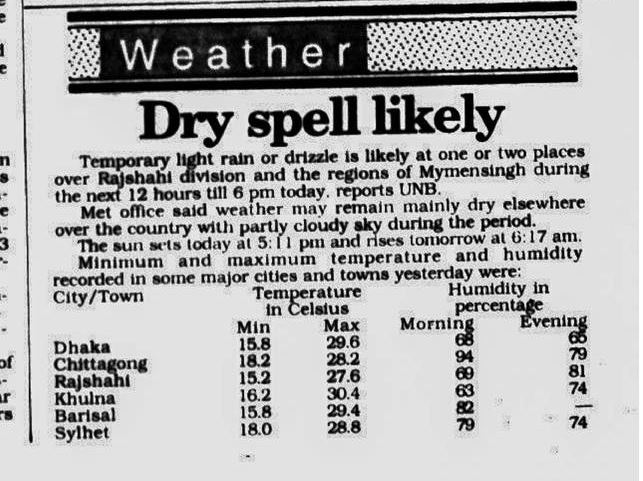 Weather
Dry spell likely
Temporary light rain or drizzle is likely at one or two places
over Rajshahi division and the regions of Mymensingh during
the next 12 hours till 6 pm today, reports UNB.
Met office said weather may remain mainly dry elsewhere
over the country with partly cloudy sky during the period.
The sun sets today at 5:11 pm and rises tomorrow at 6:17 am.
Minimum and maximum temperature and humidity
recorded in some major cities and towns yesterday were:
City/Town Temperature Humidity in
in Celsius percentage
Min Max Morning Evening
Dhaka 15.8 29.6 68 65
Chittagong 18.2 28.2 94 79
Rajshahi 15.2 27.6 69 81
Khulna 16.2 30.4 63 74
Barisal 15.8 29.4 82 —
Sylhet 18.0 28.8 79 74